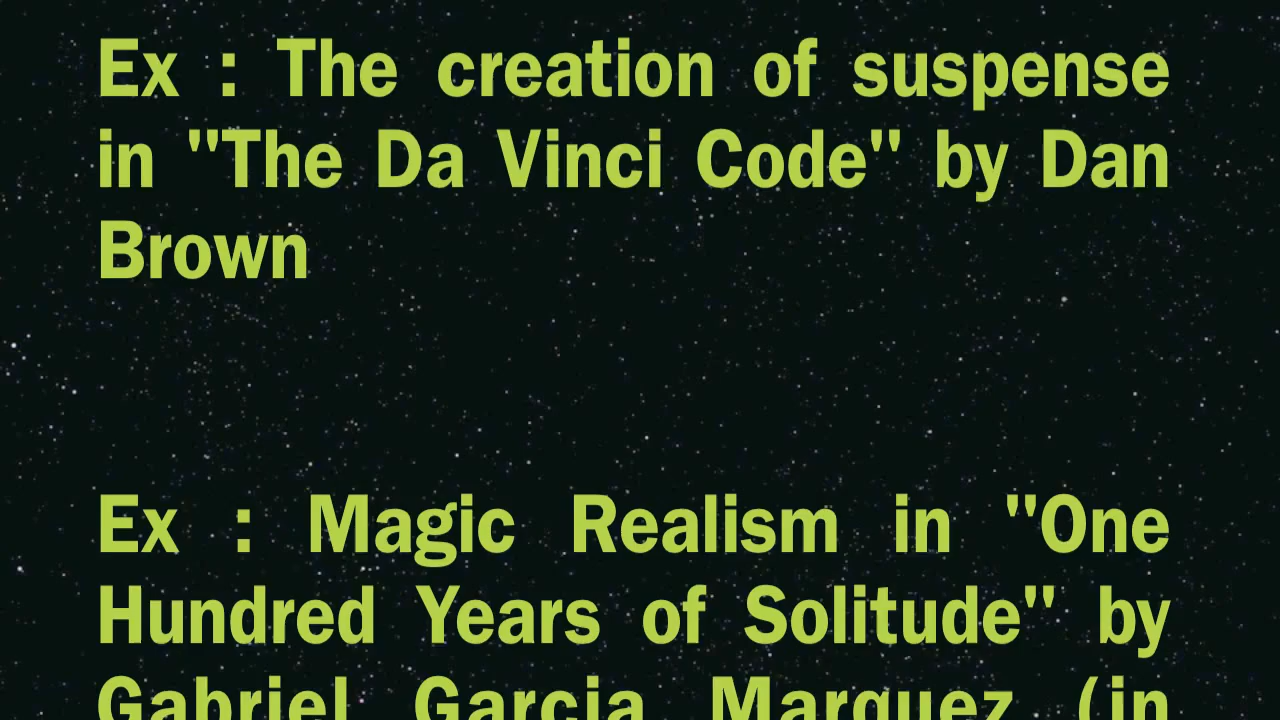 Ex : The creation of suspense
in "The Da Vinci Code" by Dan
Brown
Ex : Magic Realism in "One
Hundred Years of Solitude" by
Gabriel Garcia Marquez (in